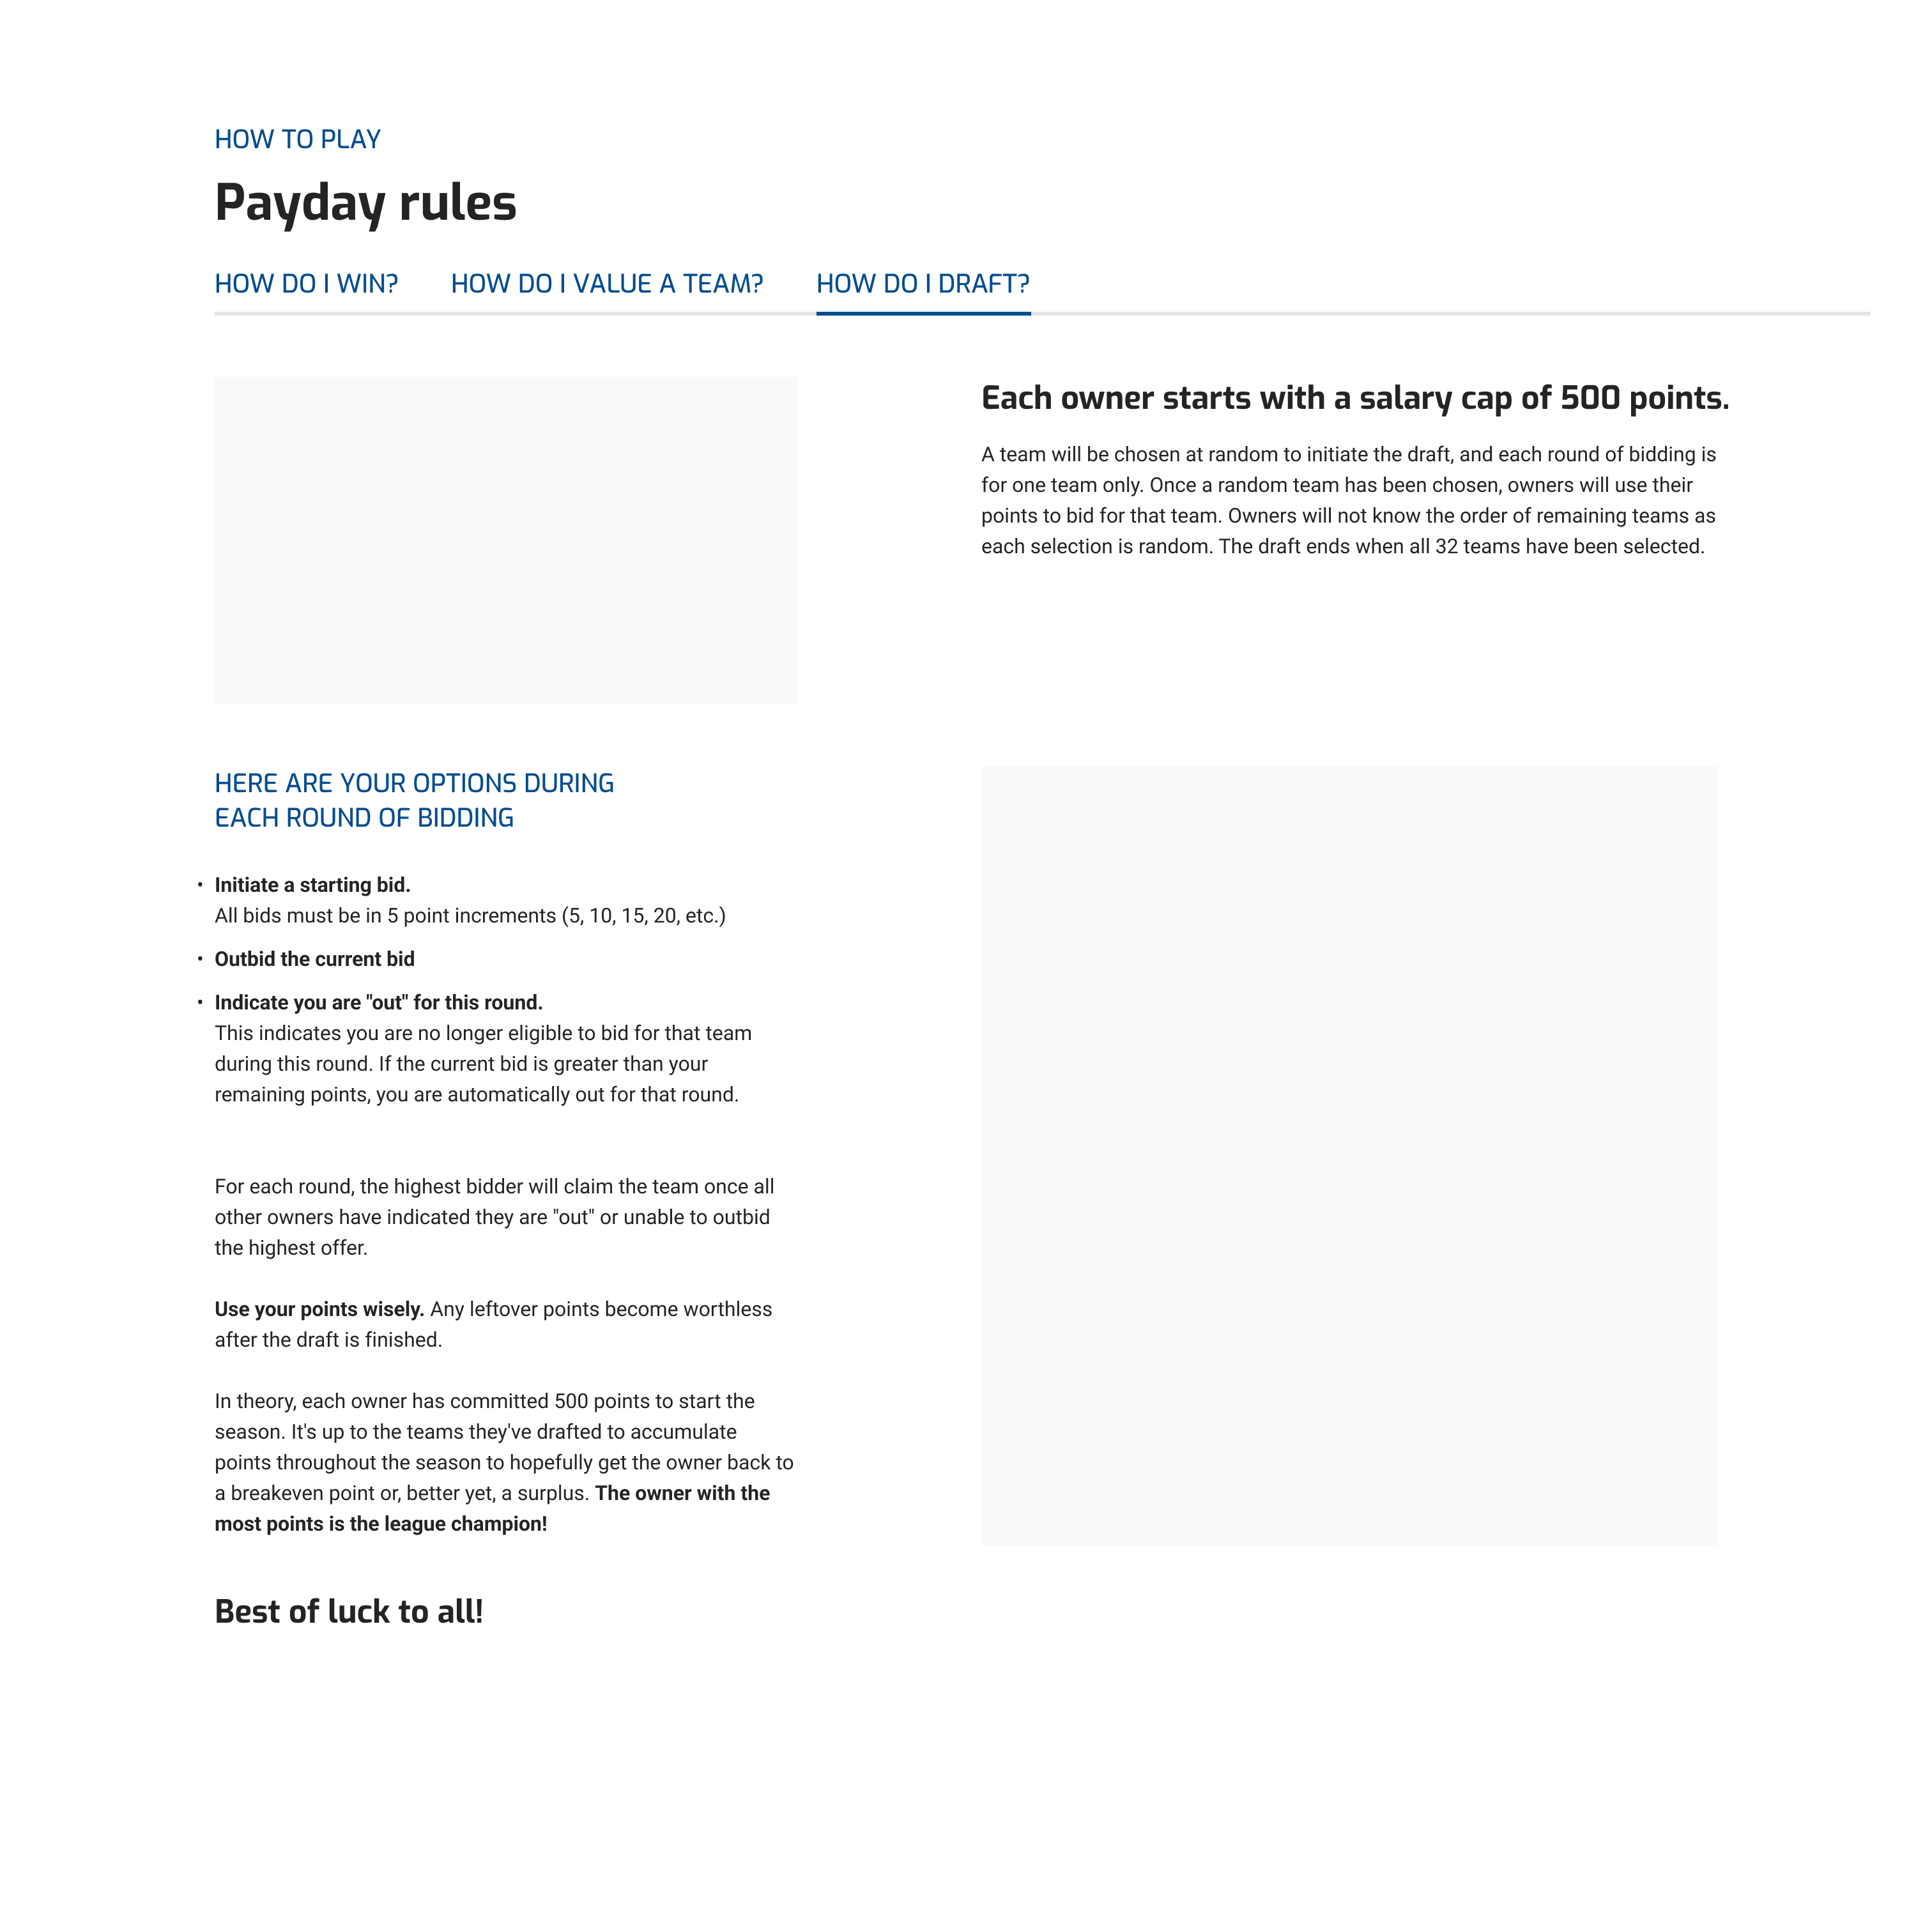 HOW TO PLAY
Payday rules
HOW DO I WIN? HOW DO I VALUE A TEAM? HOW DO I DRAFT?
Each owner starts with a salary cap of 500 points.
A team will be chosen at random to initiate the draft, and each round of bidding is
for one team only. Once a random team has been chosen, owners will use their
points to bid for that team. Owners will not know the order of remaining teams as
each selection is random. The draft ends when all 32 teams have been selected.
HERE ARE YOUR OPTIONS DURING
EACH ROUND OF BIDDING
• Initiate a starting bid.
All bids must be in 5 point increments (5, 10, 15, 20, etc.)
• Outbid the current bid
• Indicate you are "out" for this round.
This indicates you are no longer eligible to bid for that team
during this round. If the current bid is greater than your
remaining points, you are automatically out for that round.
For each round, the highest bidder will claim the team once all
other owners have indicated they are "out" or unable to outbid
the highest offer.
Use your points wisely. Any leftover points become worthless
after the draft is finished.
In theory, each owner has committed 500 points to start the
season. It's up to the teams they've drafted to accumulate
points throughout the season to hopefully get the owner back to
a breakeven point or, better yet, a surplus. The owner with the
most points is the league champion!
Best of luck to all!